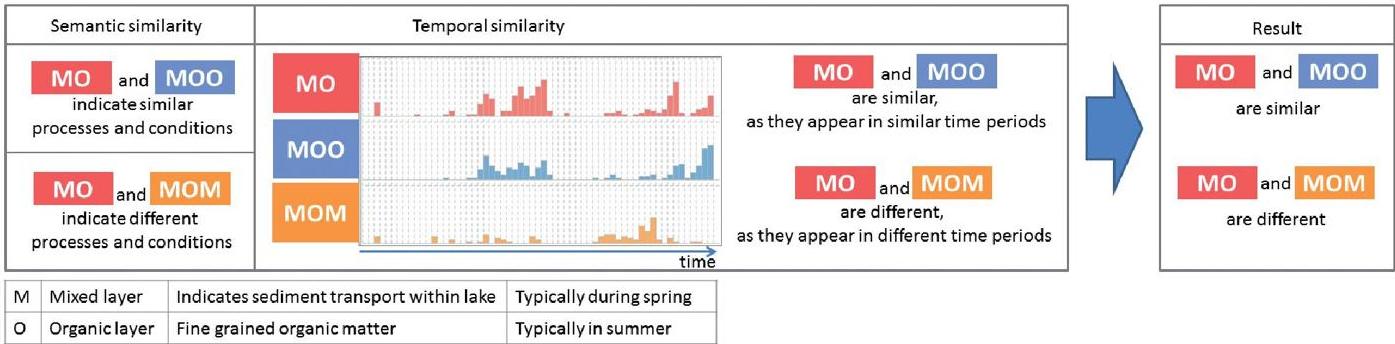 Semantic similarity
MO and MOO
indicate similar
processes and conditions
MO and MOM
indicate different
processes and conditions
Temporal similarity
MO
MOO
MOM
time
MO and MOO
are similar,
as they appear in similar time periods
MO and MOM
are different,
as they appear in different time periods
Result
MO and MOO
are similar
MO and MOM
are different
M Mixed layer Indicates sediment transport within lake Typically during spring
O Organic layer Fine grained organic matter Typically in summer